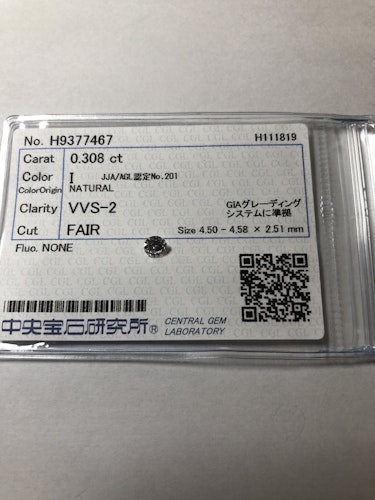 No. H9377467 H111819
Carat 0.308 ct
Color I JJA/AGL認定No.201
ColorOrigin NATURAL
Clarity VVS-2 GIAグレーディング
システムに準拠
Cut FAIR Size 4.50 - 4.58 × 2.51 mm
Fluo. NONE
中央宝石研究所® CENTRAL GEM
LABORATORY